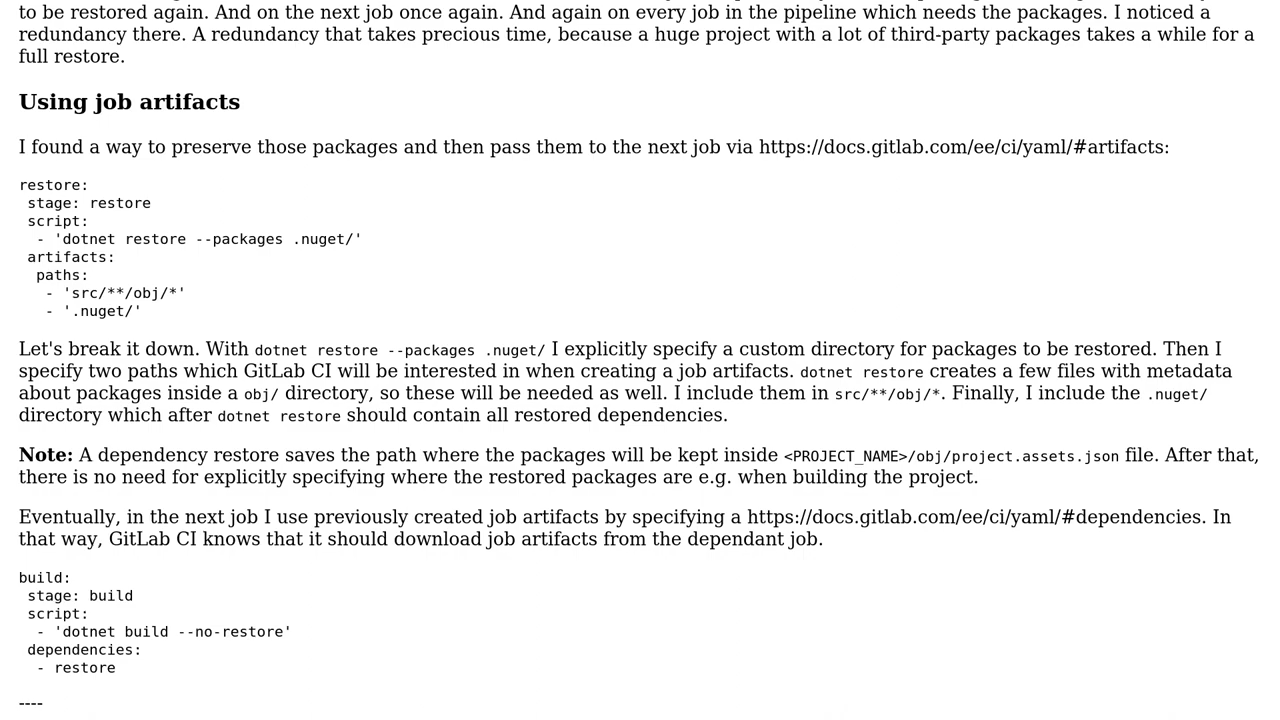 to be restored again. And on the next job once again. And again on every job in the pipeline which needs the packages. I noticed a
redundancy there. A redundancy that takes precious time, because a huge project with a lot of third-party packages takes a while for a
full restore.
Using job artifacts
I found a way to preserve those packages and then pass them to the next job via https://docs.gitlab.com/ee/ci/yaml/#artifacts:
restore:
 stage: restore
 script:
  - 'dotnet restore --packages .nuget/'
 artifacts:
  paths:
   - 'src/**/obj/*'
   - '.nuget/'
Let's break it down. With dotnet restore --packages .nuget/ I explicitly specify a custom directory for packages to be restored. Then I
specify two paths which GitLab CI will be interested in when creating a job artifacts. dotnet restore creates a few files with metadata
about packages inside a obj/ directory, so these will be needed as well. I include them in src/**/obj/*. Finally, I include the .nuget/
directory which after dotnet restore should contain all restored dependencies.
Note: A dependency restore saves the path where the packages will be kept inside <PROJECT_NAME>/obj/project.assets.json file. After that,
there is no need for explicitly specifying where the restored packages are e.g. when building the project.
Eventually, in the next job I use previously created job artifacts by specifying a https://docs.gitlab.com/ee/ci/yaml/#dependencies. In
that way, GitLab CI knows that it should download job artifacts from the dependant job.
build:
 stage: build
 script:
  - 'dotnet build --no-restore'
 dependencies:
  - restore
----